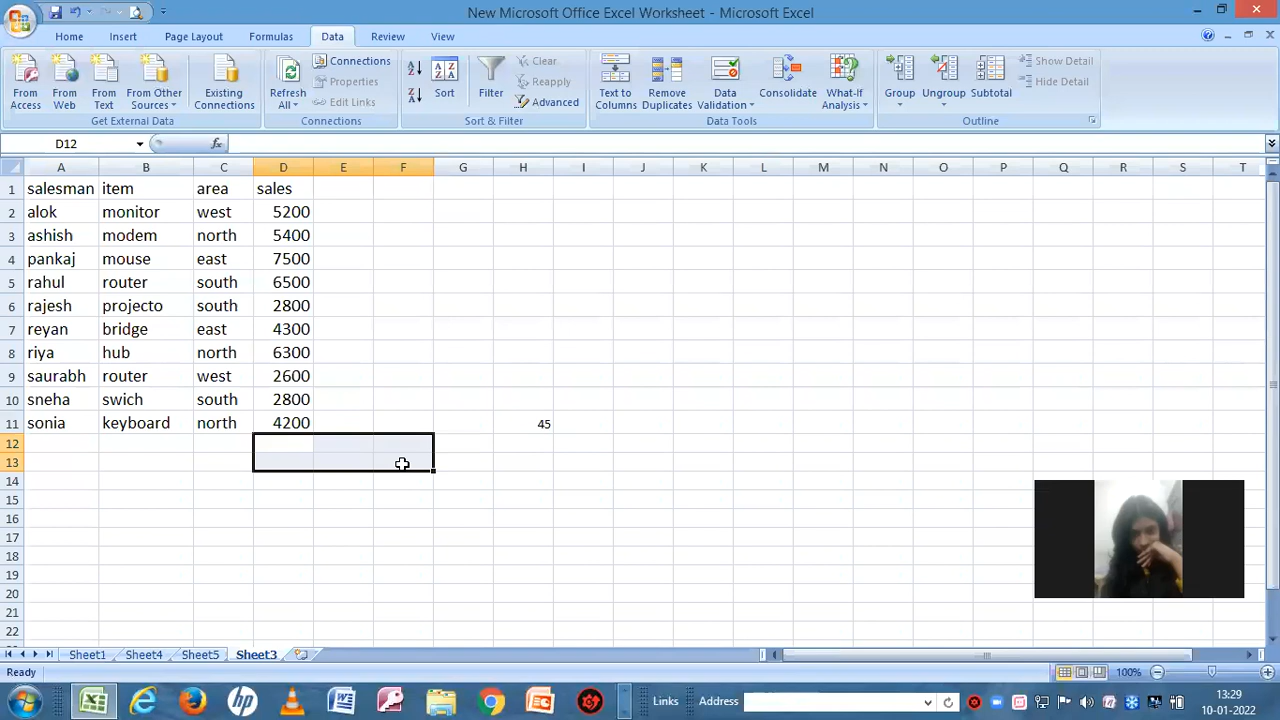 New Microsoft Office Excel Worksheet - Microsoft Excel
Home Insert Page Layout Formulas Data Review View
From Access From Web From Text From Other Sources Existing Connections
Get External Data
Refresh All Connections Properties Edit Links
Connections
Sort Filter Clear Reapply Advanced
Sort & Filter
Text to Columns Remove Duplicates Data Validation Consolidate What-If Analysis
Data Tools
Group Ungroup Subtotal Show Detail Hide Detail
Outline
D12 fx
A B C D E F G H I J K L M N O P Q R S T
1 salesman item area sales
2 alok monitor west 5200
3 ashish modem north 5400
4 pankaj mouse east 7500
5 rahul router south 6500
6 rajesh projecto south 2800
7 reyan bridge east 4300
8 riya hub north 6300
9 saurabh router west 2600
10 sneha swich south 2800
11 sonia keyboard north 4200 45
12
13
14
15
16
17
18
19
20
21
22
Sheet1 Sheet4 Sheet5 Sheet3
Ready 100%
Links Address 13:29
10-01-2022